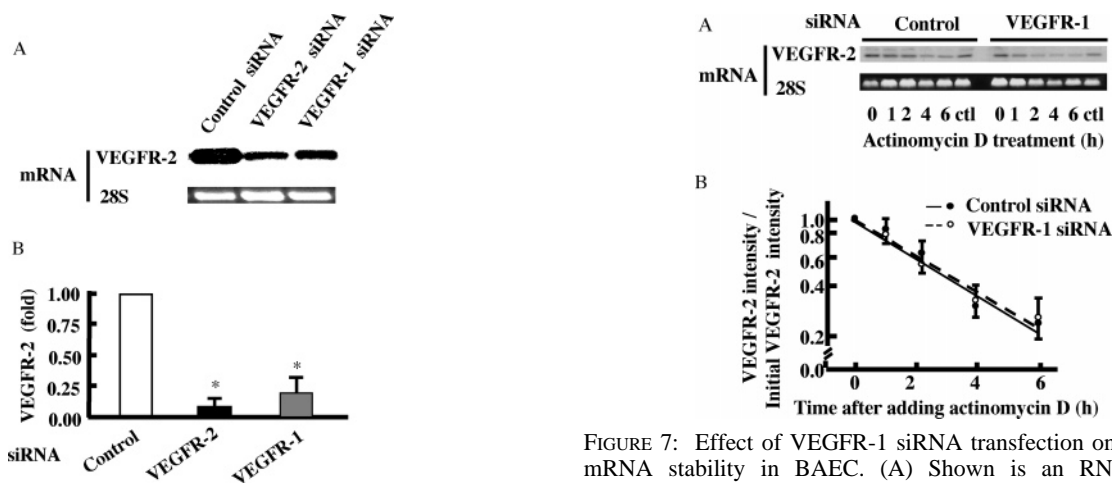 A
Control siRNA
VEGFR-2 siRNA
VEGFR-1 siRNA
mRNA
VEGFR-2
28S
B
VEGFR-2 (fold)
1.00
0.75
0.50
0.25
0.00
*
*
siRNA
Control
VEGFR-2
VEGFR-1
A
siRNA Control VEGFR-1
mRNA
VEGFR-2
28S
0 1 2 4 6 ctl 0 1 2 4 6 ctl
Actinomycin D treatment (h)
B
VEGFR-2 intensity /
Initial VEGFR-2 intensity
1.0
0.8
0.6
0.4
0.2
0.0
Control siRNA
VEGFR-1 siRNA
0 2 4 6
Time after adding actinomycin D (h)
FIGURE 7: Effect of VEGFR-1 siRNA transfection on
mRNA stability in BAEC. (A) Shown is an RN